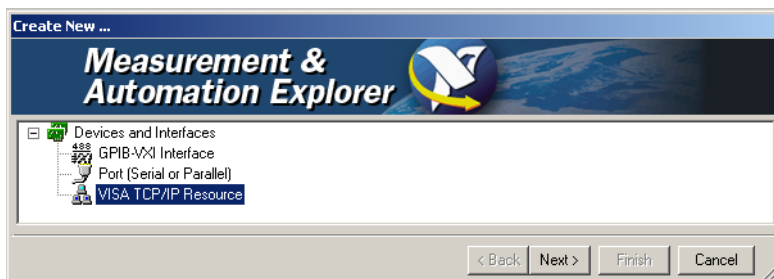 Create New ...
Measurement &
Automation Explorer
Devices and Interfaces
488
GPIB-VXI Interface
Port (Serial or Parallel)
VISA TCP/IP Resource
< Back Next > Finish Cancel